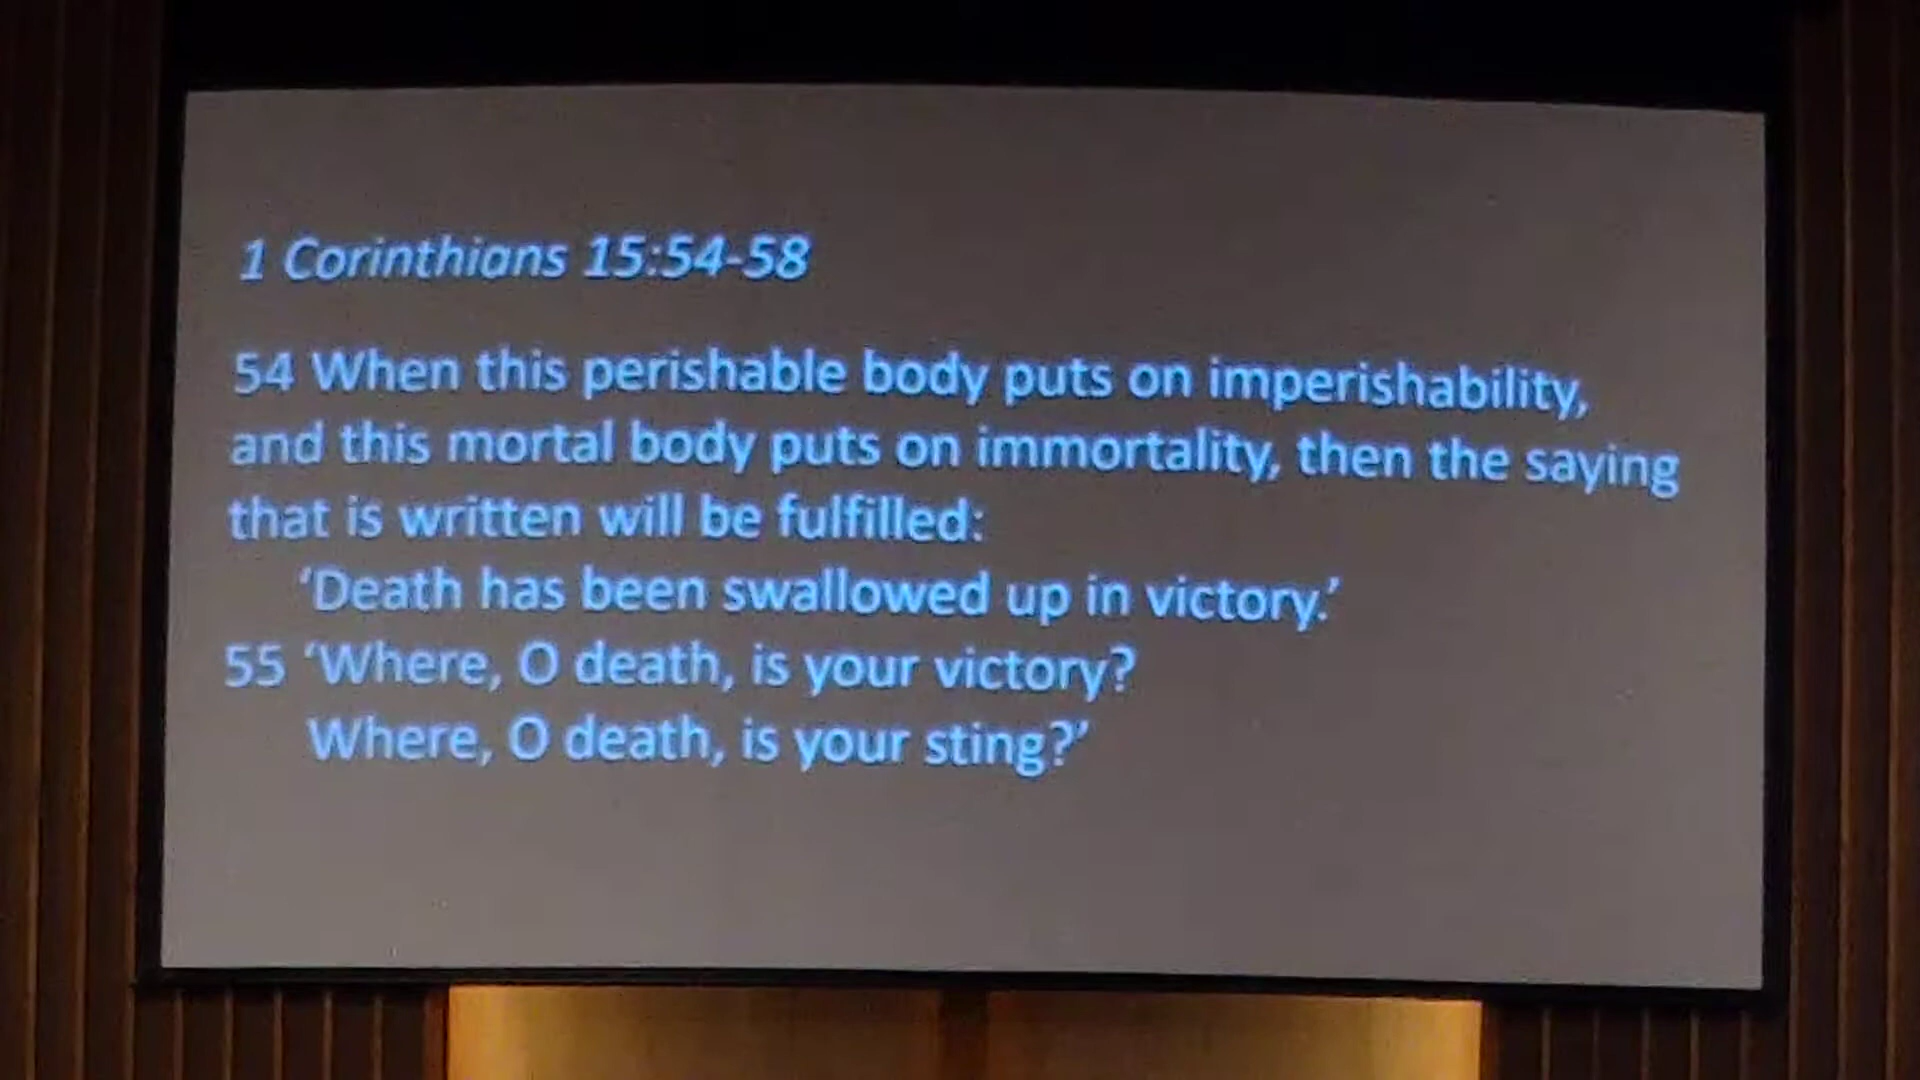 1 Corinthians 15:54-58
54 When this perishable body puts on imperishability,
and this mortal body puts on immortality, then the saying
that is written will be fulfilled:
‘Death has been swallowed up in victory.’
55 ‘Where, O death, is your victory?
Where, O death, is your sting?’